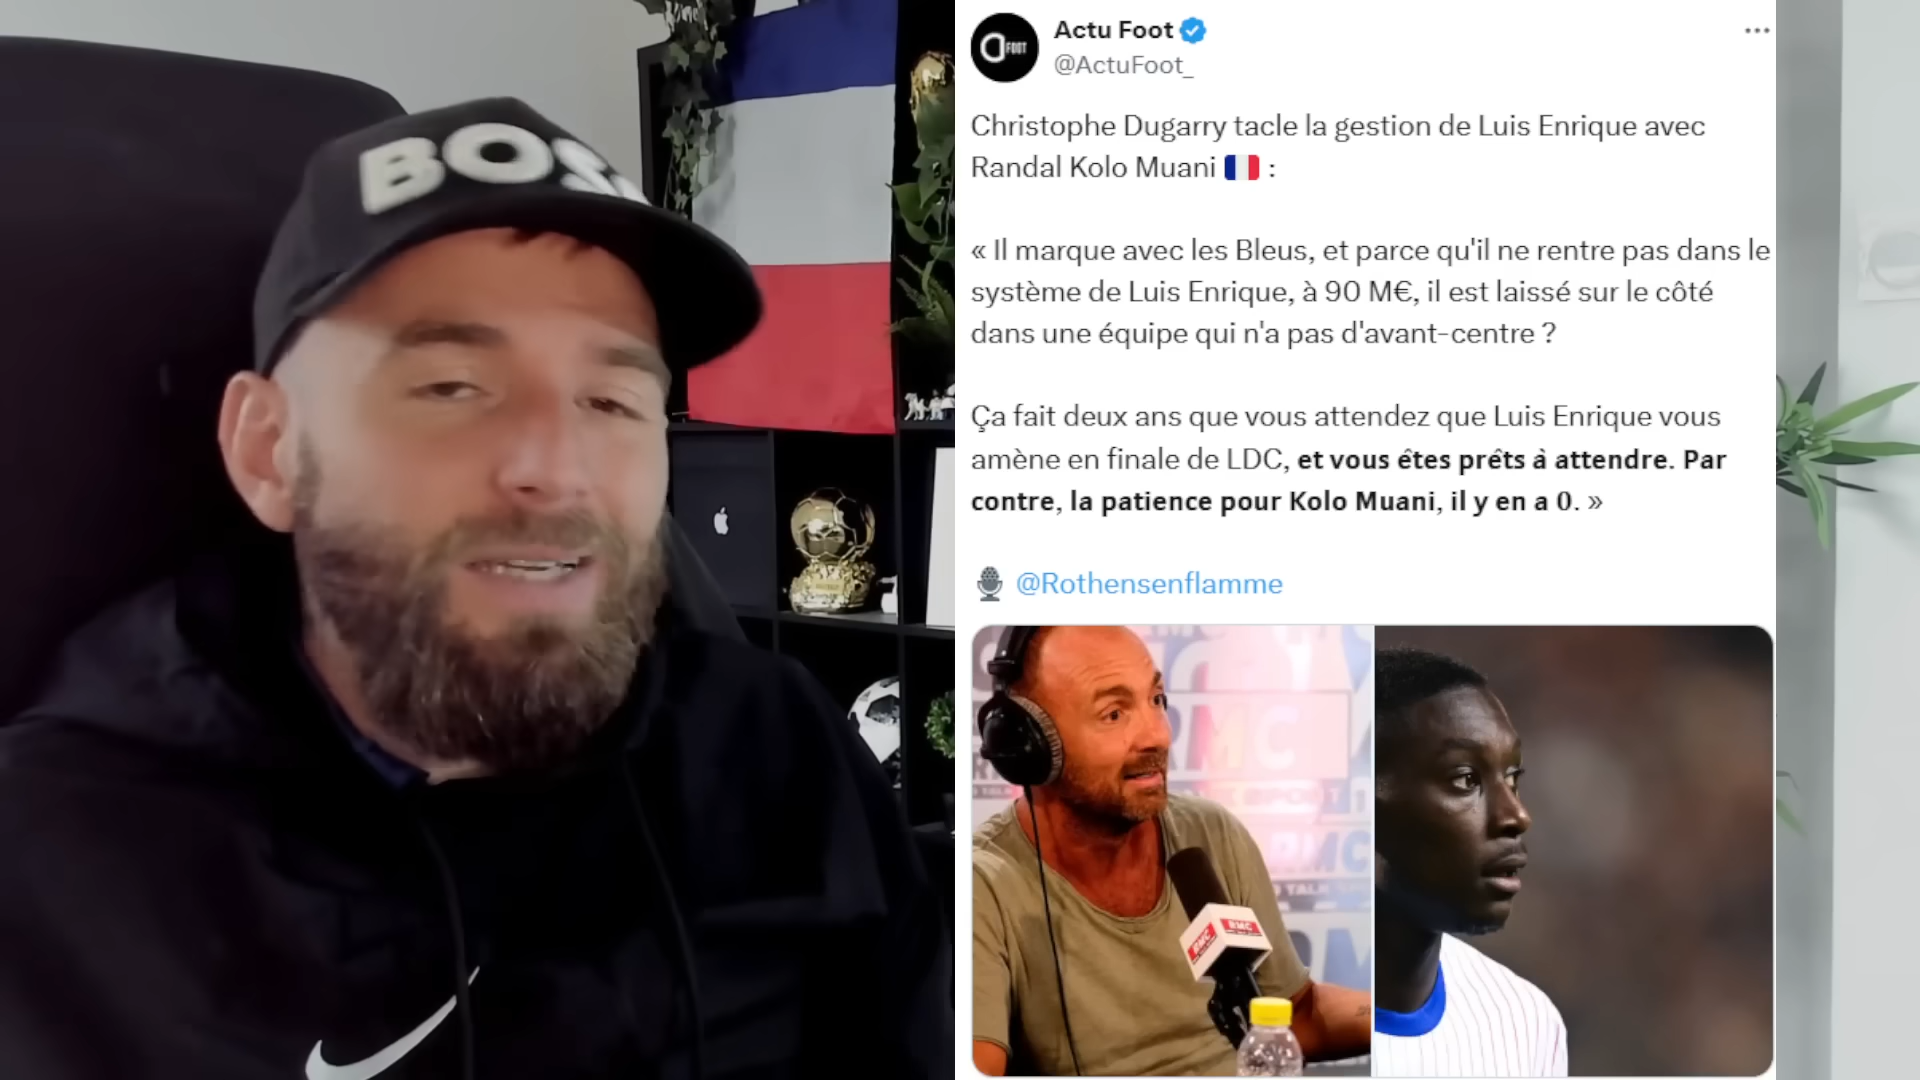 BOSS
Actu Foot
@ActuFoot_
FOOT
Christophe Dugarry tacle la gestion de Luis Enrique avec
Randal Kolo Muani 🇫🇷 :
« Il marque avec les Bleus, et parce qu'il ne rentre pas dans le
système de Luis Enrique, à 90 M€, il est laissé sur le côté
dans une équipe qui n'a pas d'avant-centre ?
Ça fait deux ans que vous attendez que Luis Enrique vous
amène en finale de LDC, et vous êtes prêts à attendre. Par
contre, la patience pour Kolo Muani, il y en a 0. »
@Rothensenflamme
RMC
RMC
RMC